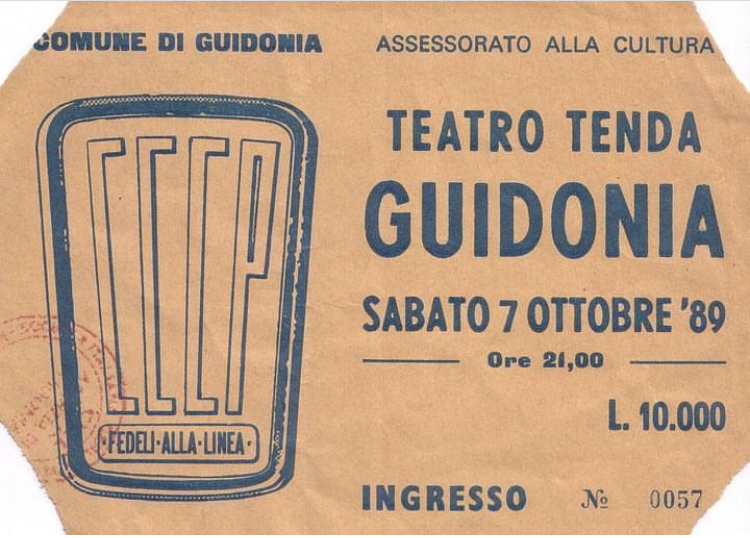 COMUNE DI GUIDONIA
ASSESSORATO ALLA CULTURA
CCCP
·FEDELI·ALLA·LINEA·
TEATRO TENDA
GUIDONIA
SABATO 7 OTTOBRE '89
Ore 21,00
L. 10.000
INGRESSO № 0057